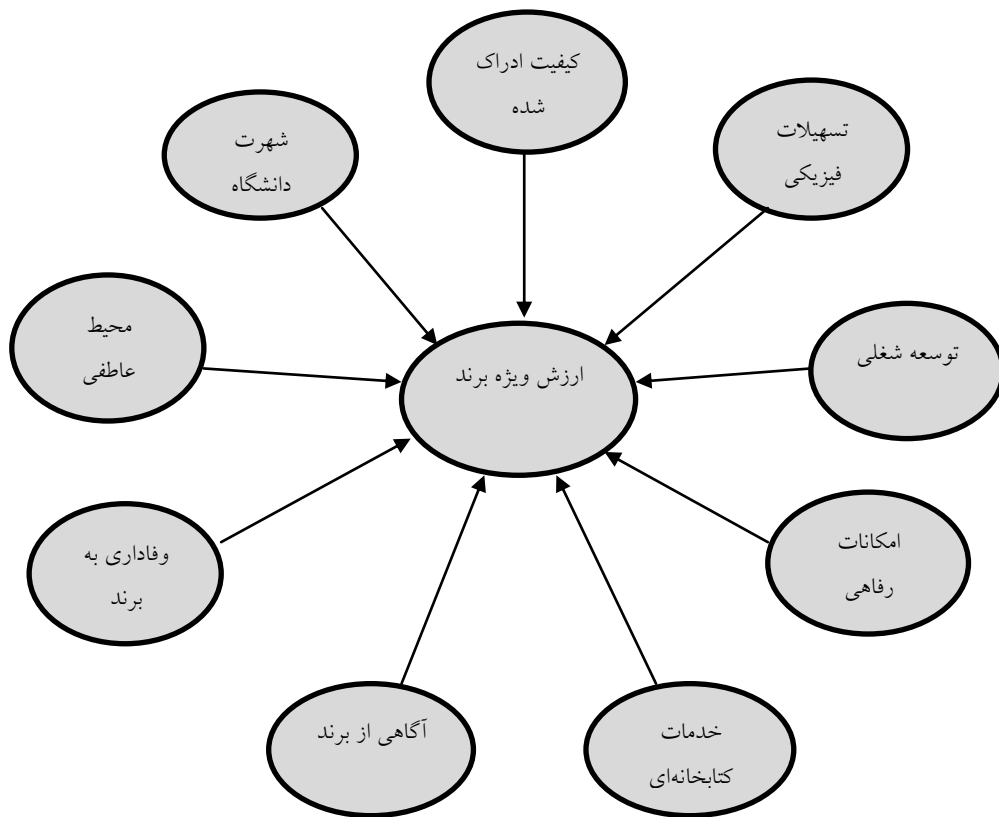 کیفیت ادراک
شده
تسهیلات
فیزیکی
شهرت
دانشگاه
محیط
عاطفی
ارزش ویژه برند
توسعه شغلی
وفاداری به
برند
امکانات
رفاهی
آگاهی از برند
خدمات
کتابخانه‌ای